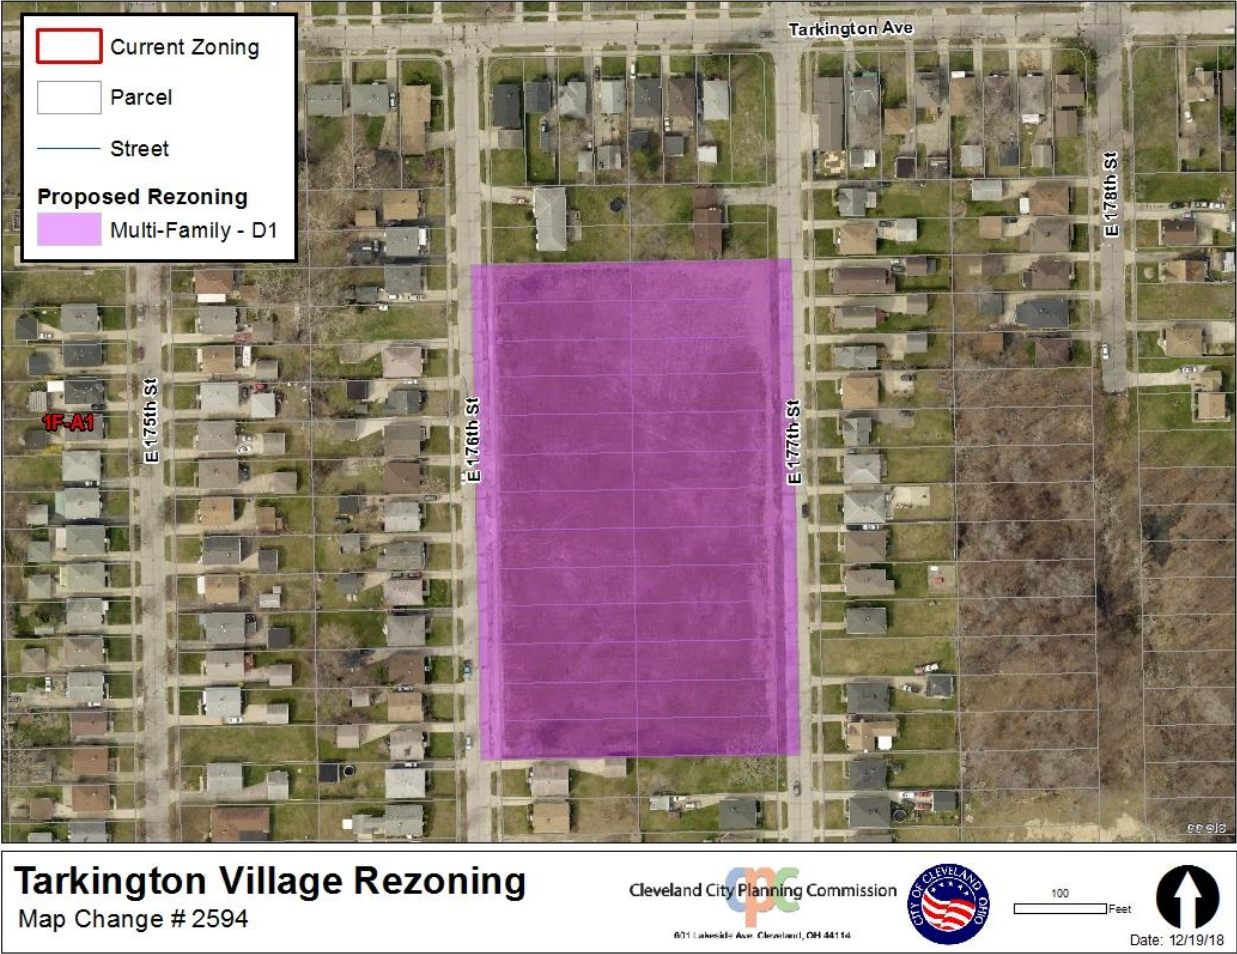 Tarkington Ave
Current Zoning
Parcel
Street
Proposed Rezoning
Multi-Family - D1
E 178th St
E 175th St
1F-A1
E 176th St
E 177th St
Tarkington Village Rezoning
Map Change # 2594
Cleveland City Planning Commission
cpc
601 Lakeside Ave. Cleveland, OH 44114
CITY OF CLEVELAND
OHIO
100
Feet
Date: 12/19/18